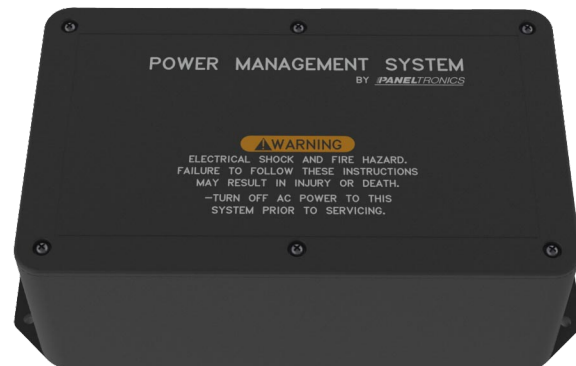 POWER MANAGEMENT SYSTEM
BY PANELTRONICS
WARNING
ELECTRICAL SHOCK AND FIRE HAZARD.
FAILURE TO FOLLOW THESE INSTRUCTIONS
MAY RESULT IN INJURY OR DEATH.
–TURN OFF AC POWER TO THIS
SYSTEM PRIOR TO SERVICING.